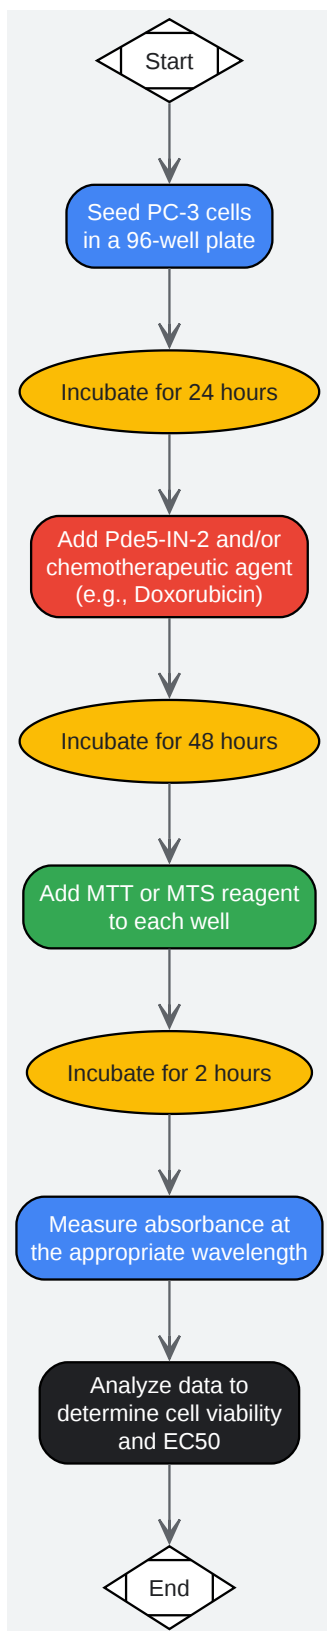 Start
Seed PC-3 cells
in a 96-well plate
Incubate for 24 hours
Add Pde5-IN-2 and/or
chemotherapeutic agent
(e.g., Doxorubicin)
Incubate for 48 hours
Add MTT or MTS reagent
to each well
Incubate for 2 hours
Measure absorbance at
the appropriate wavelength
Analyze data to
determine cell viability
and EC50
End